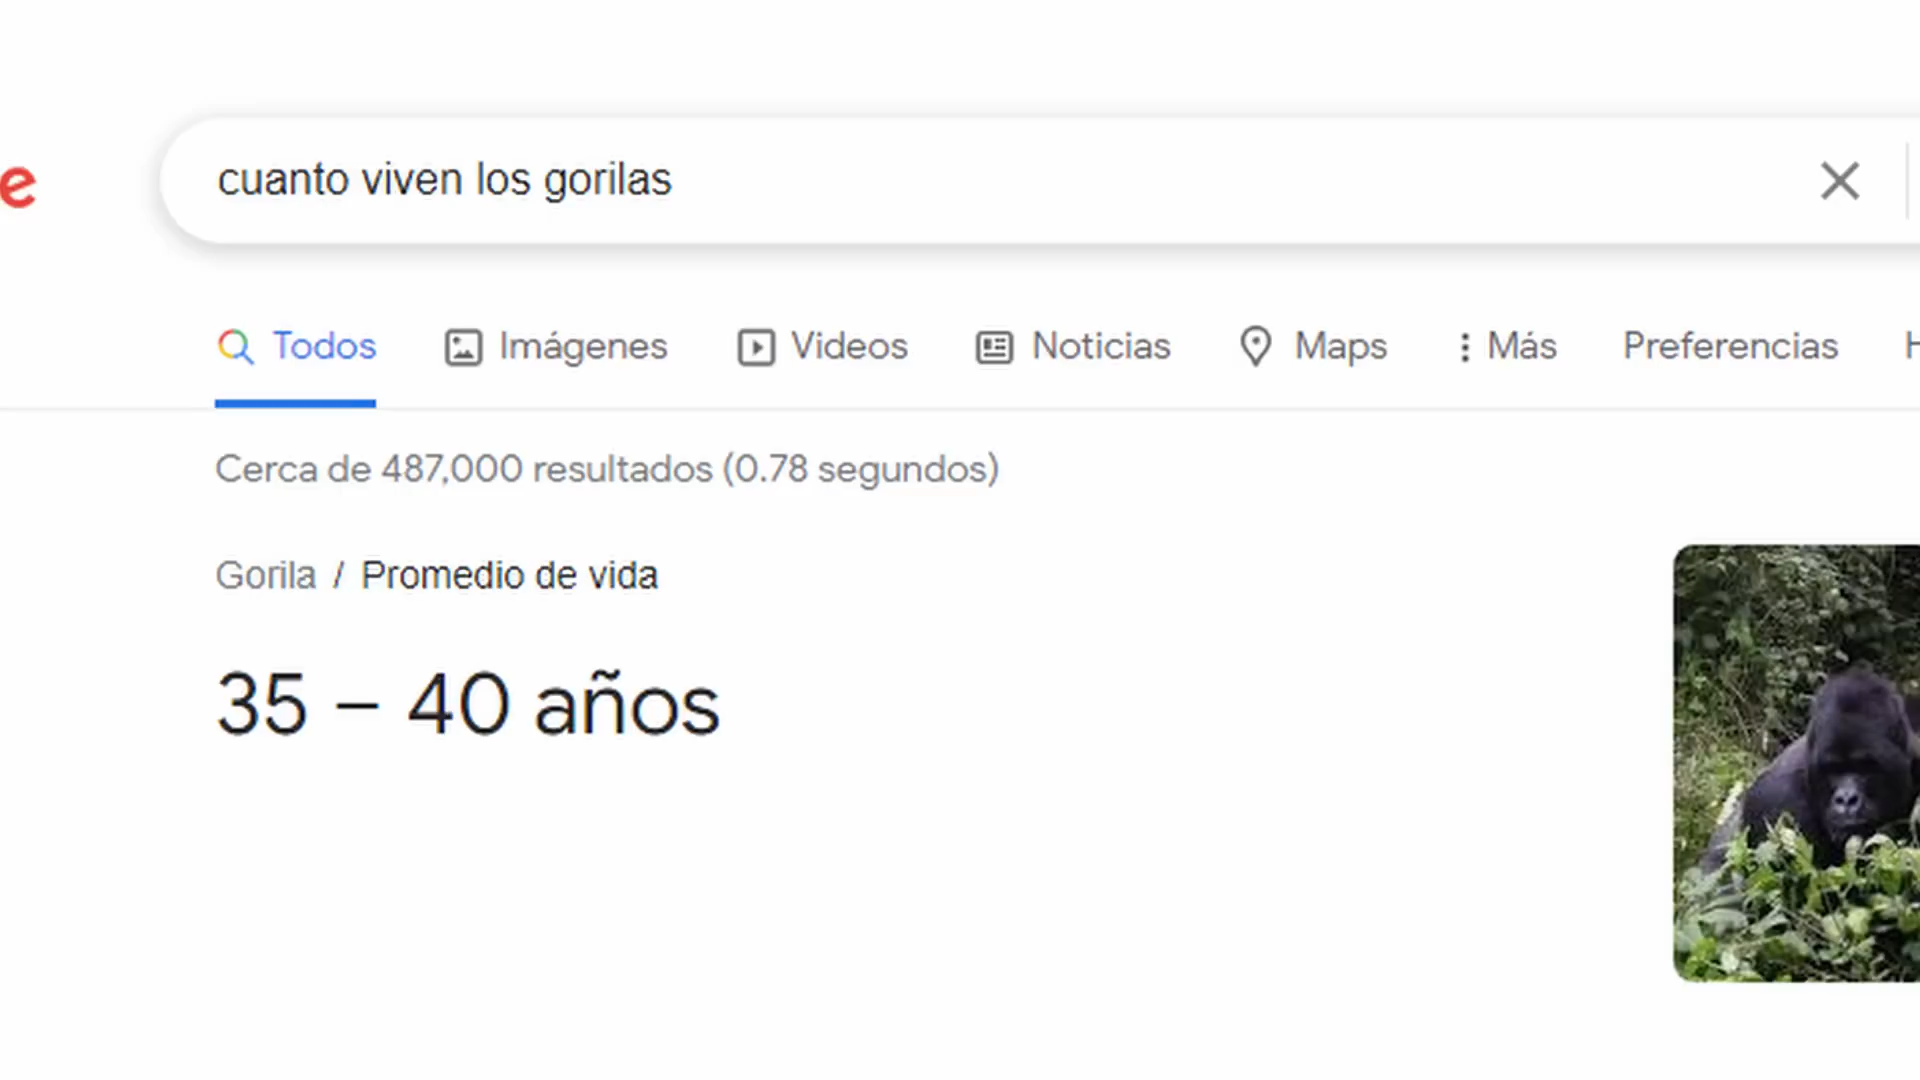 e
cuanto viven los gorilas
Todos Imágenes Videos Noticias Maps Más Preferencias H
Cerca de 487,000 resultados (0.78 segundos)
Gorila / Promedio de vida
35 – 40 años